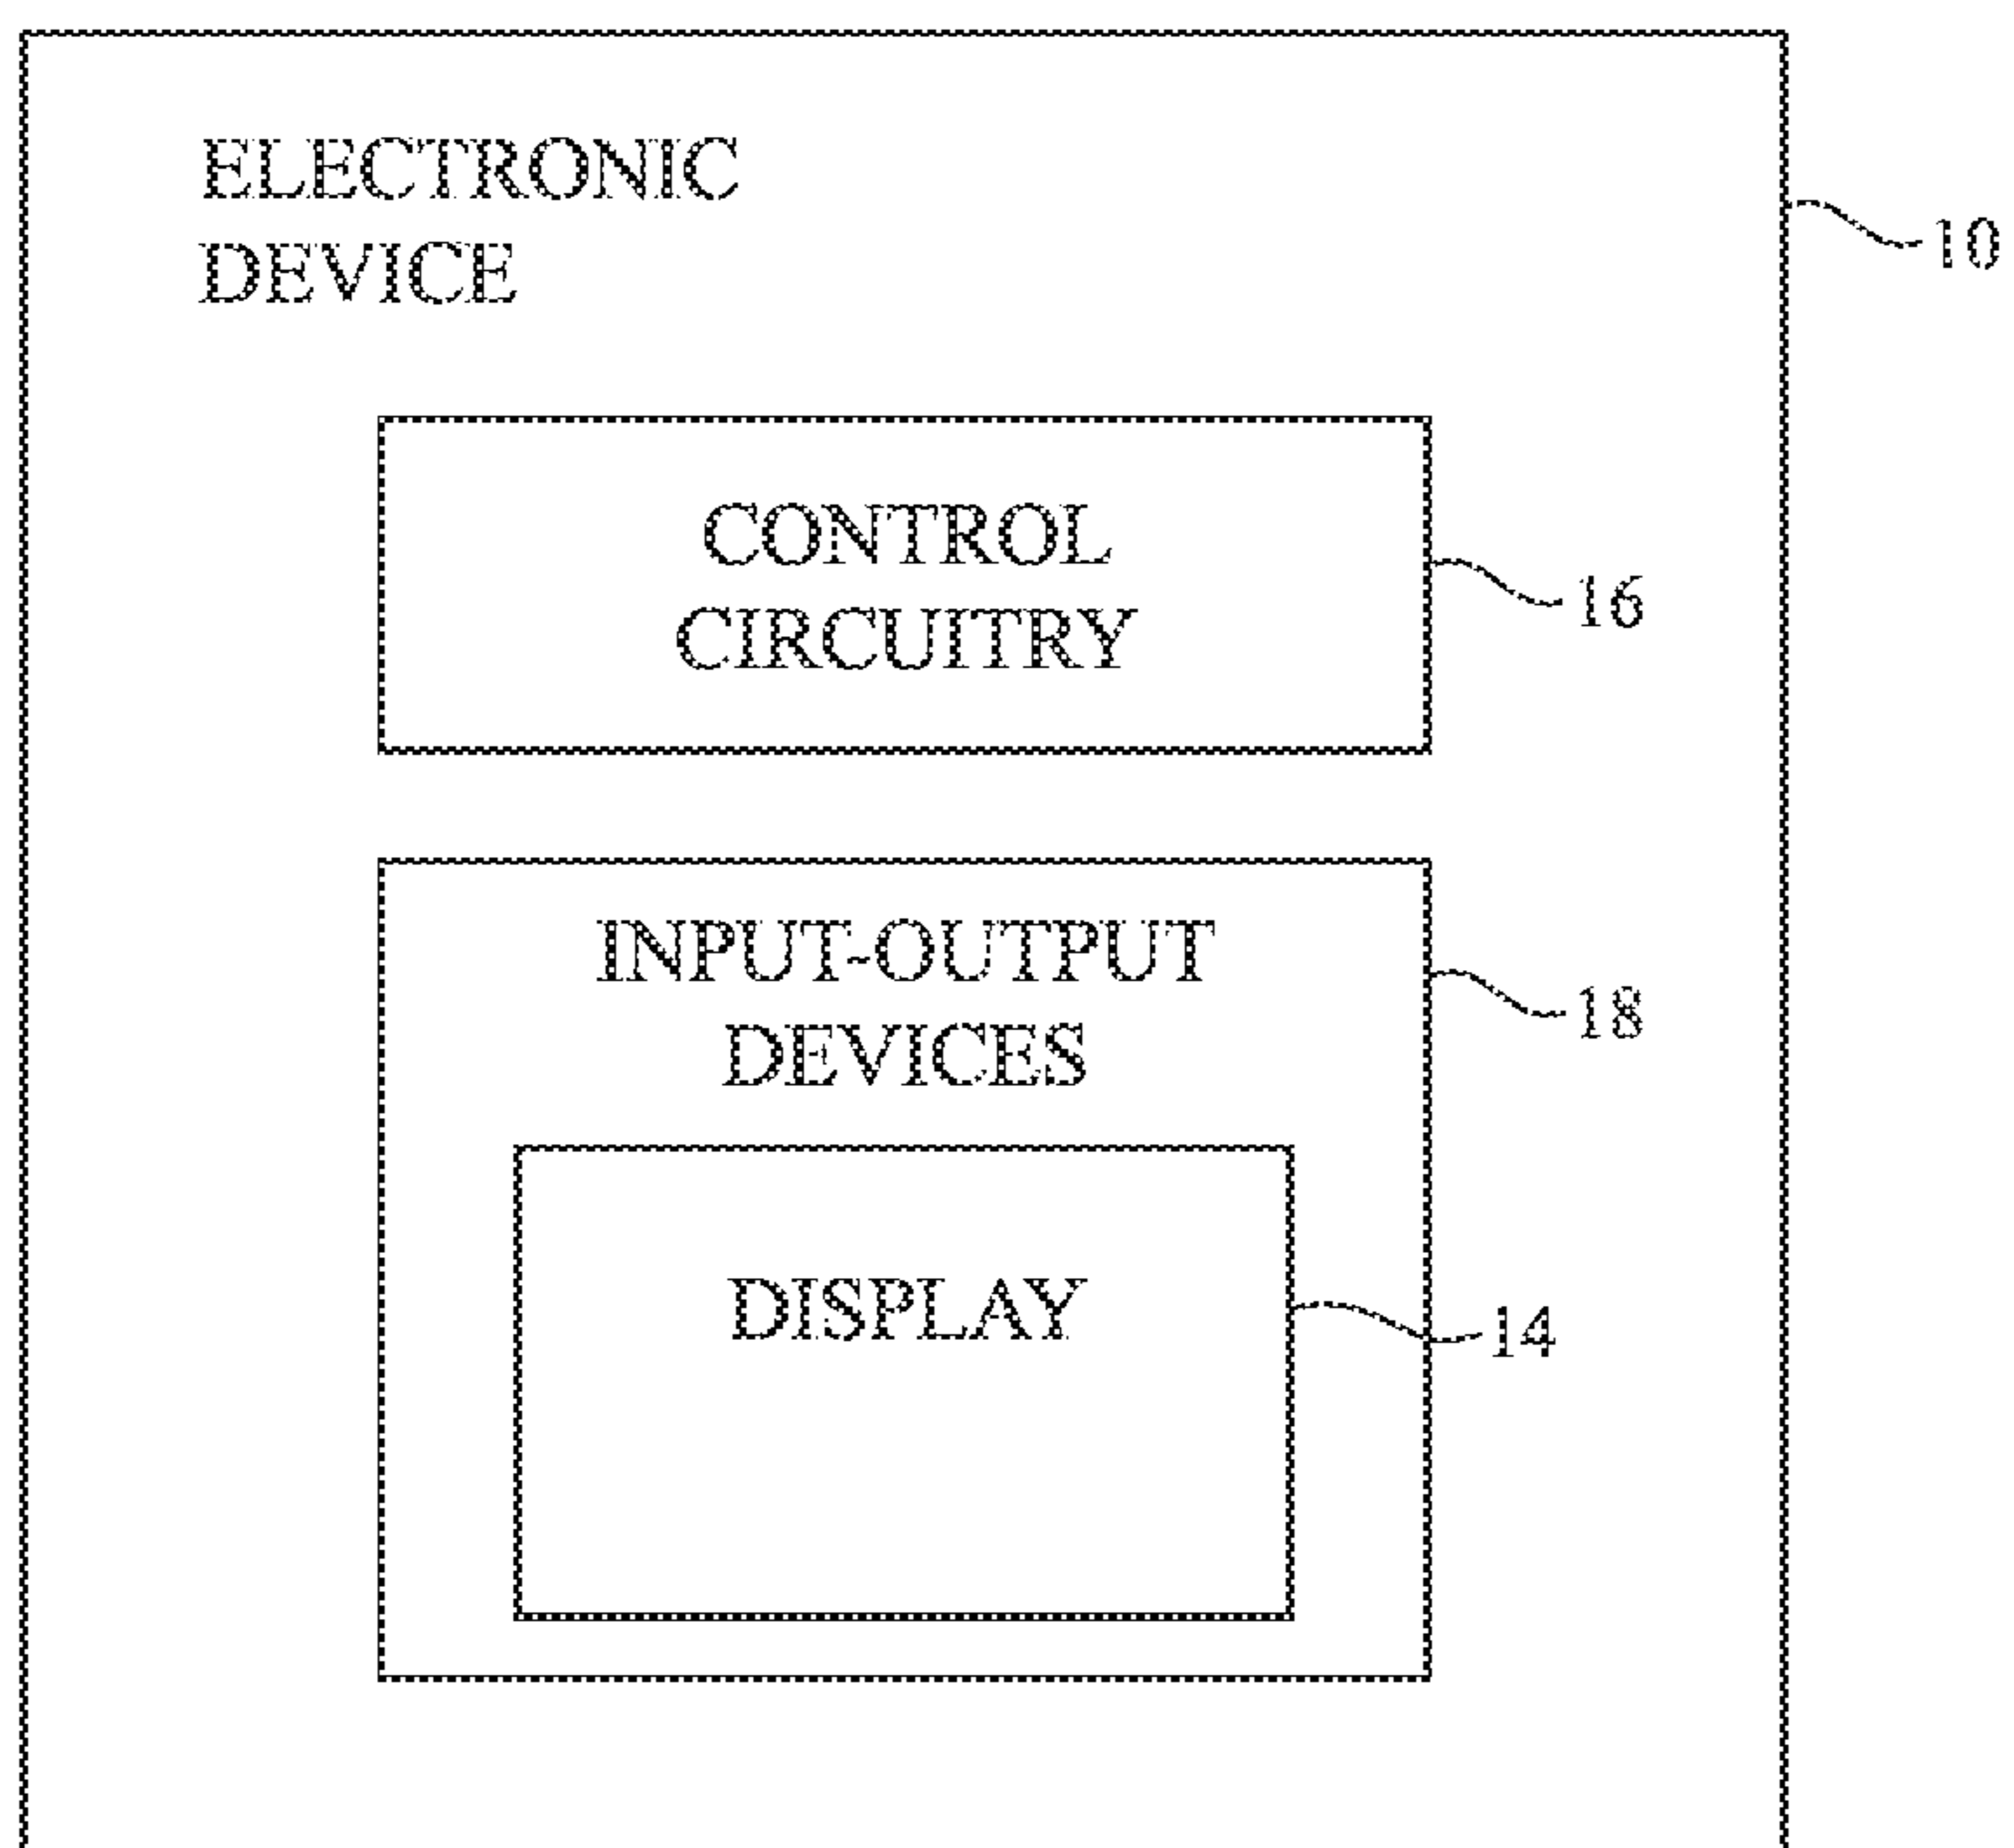 ELECTRONIC
DEVICE
10
CONTROL
CIRCUITRY
16
INPUT-OUTPUT
DEVICES
18
DISPLAY
14